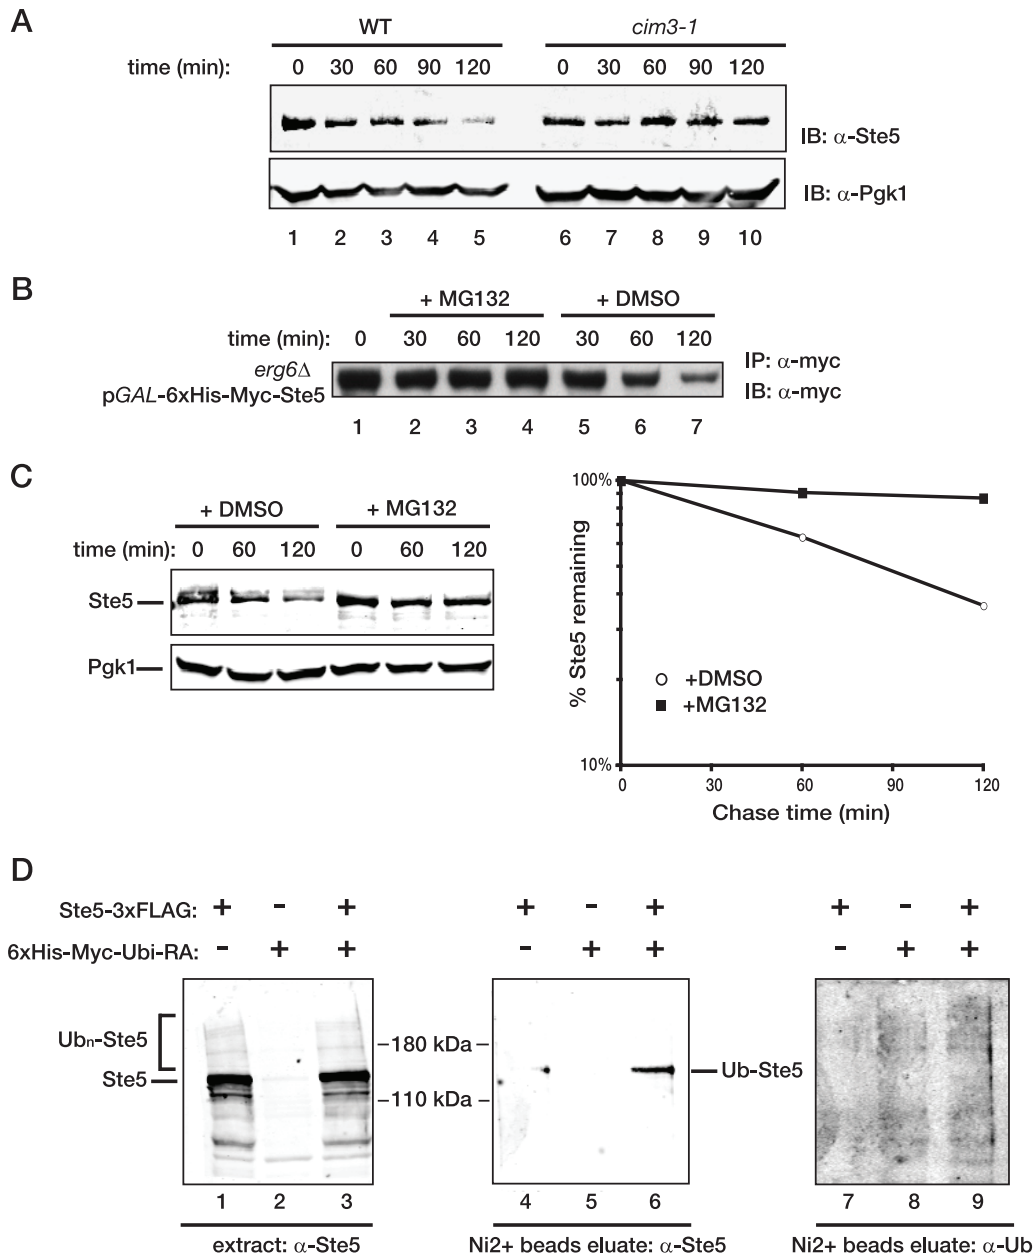 A
WT cim3-1
time (min): 0 30 60 90 120 0 30 60 90 120
IB: α-Ste5
IB: α-Pgk1
1 2 3 4 5 6 7 8 9 10
B
+ MG132 + DMSO
time (min): 0 30 60 120 30 60 120
erg6Δ
pGAL-6xHis-Myc-Ste5
IP: α-myc
IB: α-myc
1 2 3 4 5 6 7
C
+ DMSO + MG132
time (min): 0 60 120 0 60 120
Ste5
Pgk1
100%
10%
% Ste5 remaining
+DMSO
+MG132
0 30 60 90 120
Chase time (min)
D
Ste5-3xFLAG: + - + + - + + - +
6xHis-Myc-Ubi-RA: - + + - + + - + +
Ubn-Ste5
Ste5
-180 kDa-
-110 kDa-
Ub-Ste5
1 2 3 4 5 6 7 8 9
extract: α-Ste5 Ni2+ beads eluate: α-Ste5 Ni2+ beads eluate: α-Ub